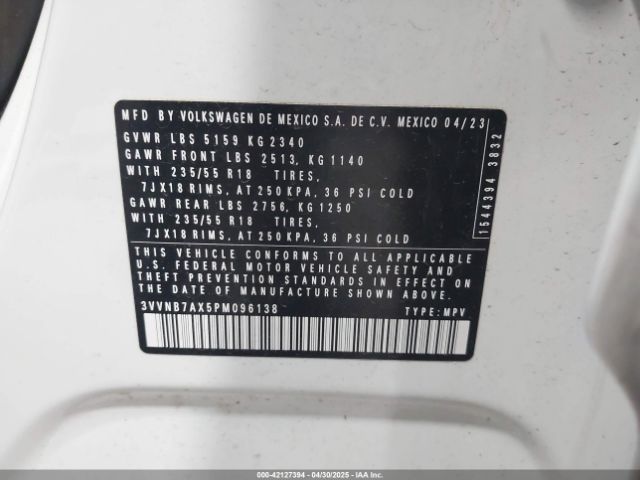 MFD BY VOLKSWAGEN DE MEXICO S.A. DE C.V. MEXICO 04/23
GVWR LBS 5159 KG 2340
GAWR FRONT LBS 2513, KG 1140
WITH 235/55 R18 TIRES,
7JX18 RIMS, AT 250 KPA, 36 PSI COLD
GAWR REAR LBS 2756, KG 1250
WITH 235/55 R18 TIRES,
7JX18 RIMS, AT 250 KPA, 36 PSI COLD
THIS VEHICLE CONFORMS TO ALL APPLICABLE
U.S. FEDERAL MOTOR VEHICLE SAFETY AND
THEFT PREVENTION STANDARDS IN EFFECT ON
THE DATE OF MANUFACTURE SHOWN ABOVE.
3VVNB7AX5PM096138 TYPE: MPV
1544394 3832
000-42127394 - 04/30/2025 - IAAI.COM